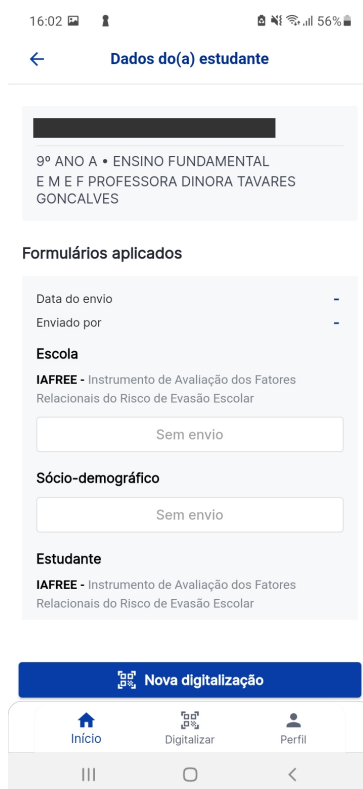 16:02
56%
Dados do(a) estudante
9º ANO A • ENSINO FUNDAMENTAL
E M E F PROFESSORA DINORA TAVARES
GONCALVES
Formulários aplicados
Data do envio -
Enviado por -
Escola
IAFREE - Instrumento de Avaliação dos Fatores
Relacionais do Risco de Evasão Escolar
Sem envio
Sócio-demográfico
Sem envio
Estudante
IAFREE - Instrumento de Avaliação dos Fatores
Relacionais do Risco de Evasão Escolar
Nova digitalização
Início
Digitalizar
Perfil